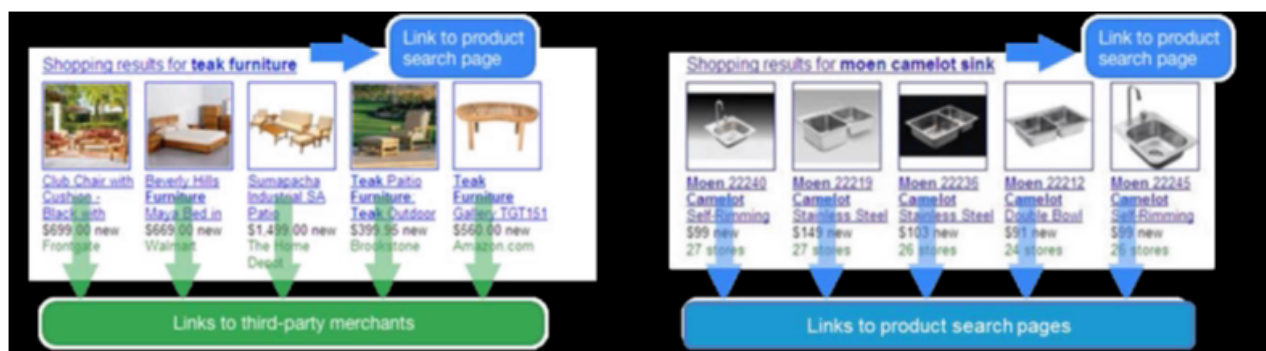 Link to product
search page
Shopping results for teak furniture
Club Chair with
Cushion -
Black with
$699.00 new
Frontgate
Beverly Hills
Furniture
Maya Bed in
$669.00 new
Walmart
Sumapacha
Industrial SA
Patio
$1,499.00 new
The Home
Depot
Teak Patio
Furniture,
Teak Outdoor
$399.95 new
Brookstone
Teak
Furniture
Gallery TGT151
$560.00 new
Amazon.com
Links to third-party merchants
Link to product
search page
Shopping results for moen camelot sink
Moen 22240
Camelot
Self-Rimming
$99 new
27 stores
Moen 22219
Camelot
Stainless Steel
$149 new
27 stores
Moen 22236
Camelot
Stainless Steel
$103 new
26 stores
Moen 22212
Camelot
Double Bowl
$91 new
24 stores
Moen 22245
Camelot
Self-Rimming
$99 new
26 stores
Links to product search pages